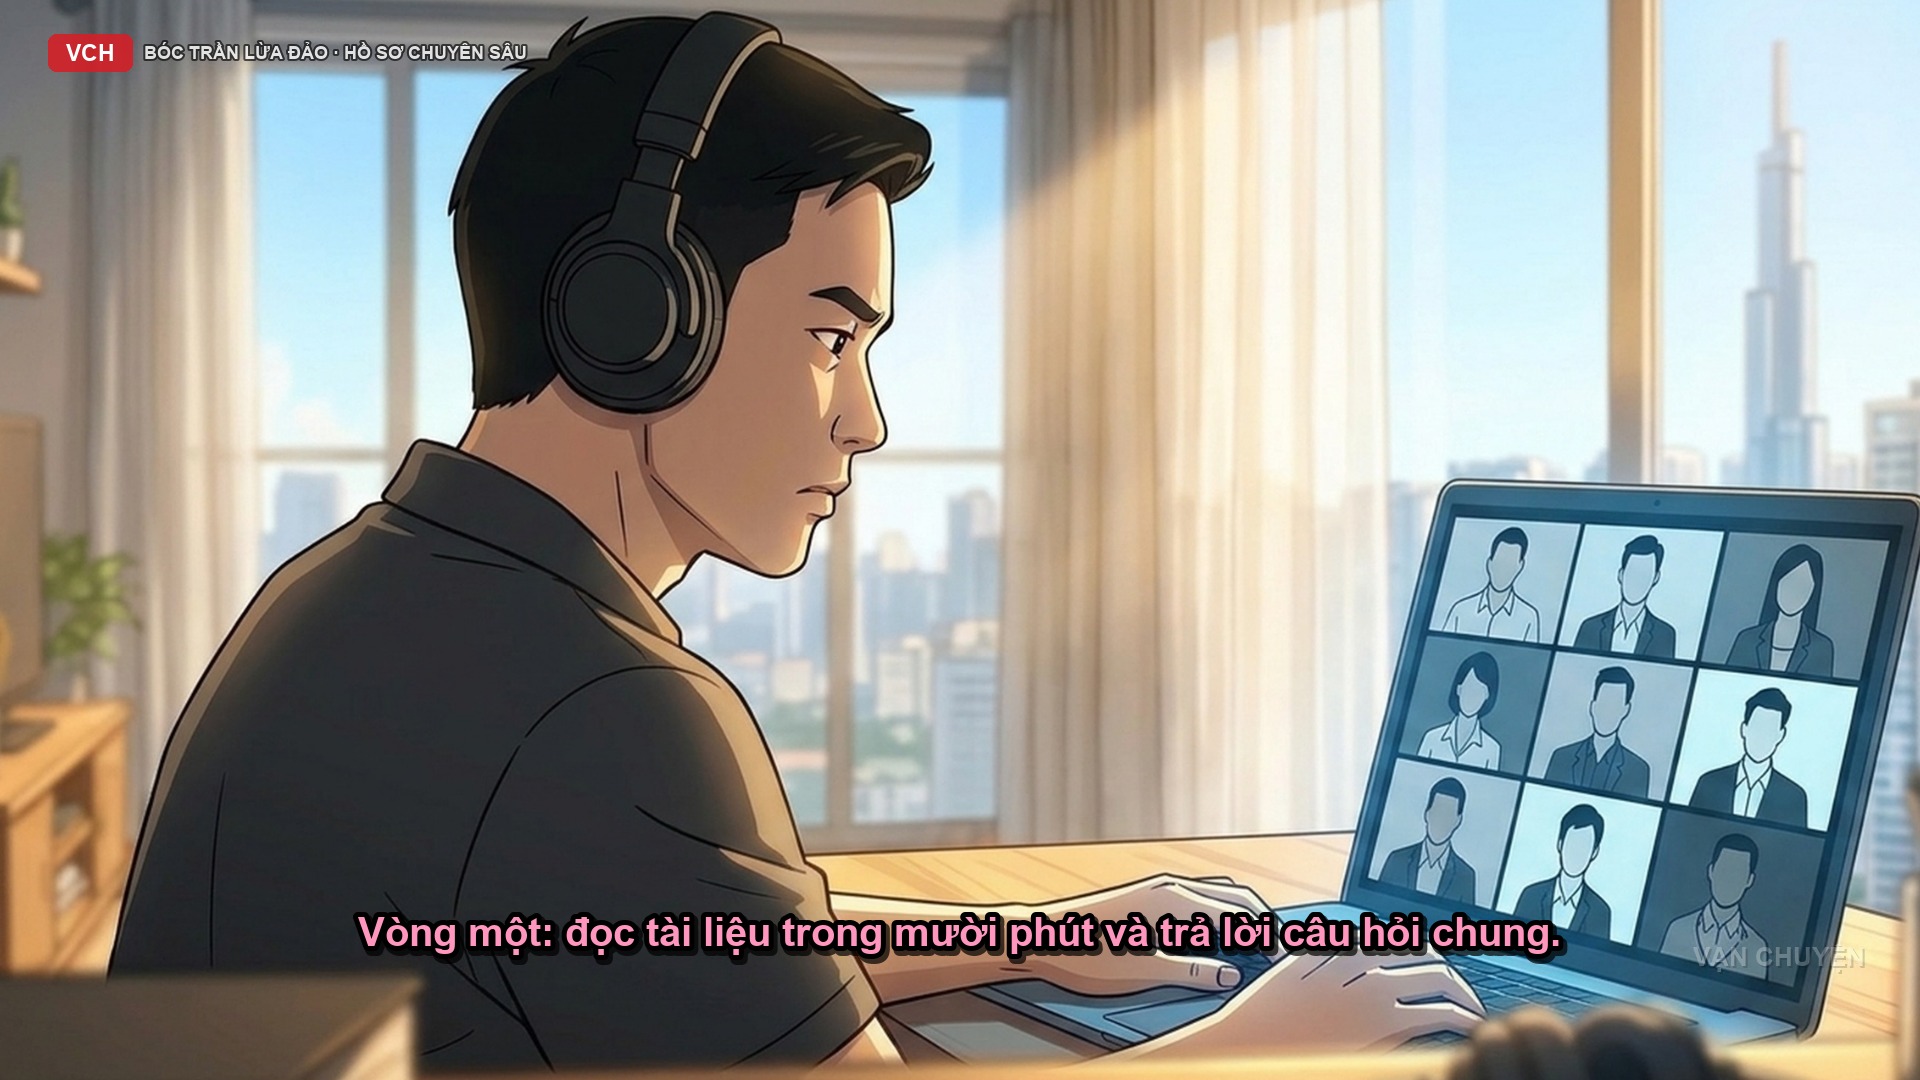 VCH BÓC TRẦN LỪA ĐẢO · HỒ SƠ CHUYÊN SÂU
Vòng một: đọc tài liệu trong mười phút và trả lời câu hỏi chung.
VẠN CHUYỆN